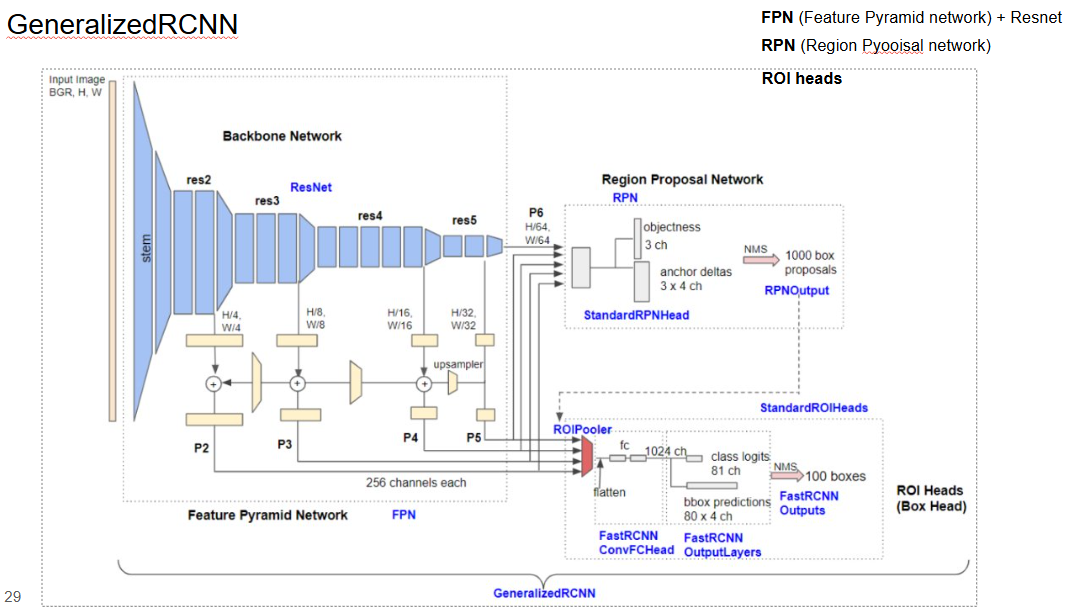 GeneralizedRCNN
FPN (Feature Pyramid network) + Resnet
RPN (Region Pyooisal network)
ROI heads
Input Image
BGR, H, W
Backbone Network
res2
ResNet
res3
res4
res5
stem
P6
H/64,
W/64
Region Proposal Network
RPN
objectness
3 ch
anchor deltas
3 x 4 ch
NMS
1000 box
proposals
RPNOutput
StandardRPNHead
H/4,
W/4
H/8,
W/8
H/16,
W/16
H/32,
W/32
upsampler
+
+
+
P2
P3
P4
P5
256 channels each
Feature Pyramid Network
FPN
StandardROIHeads
ROIPooler
fc
1024 ch
flatten
class logits
81 ch
bbox predictions
80 x 4 ch
NMS
100 boxes
FastRCNN
Outputs
FastRCNN
ConvFCHead
FastRCNN
OutputLayers
ROI Heads
(Box Head)
GeneralizedRCNN
29